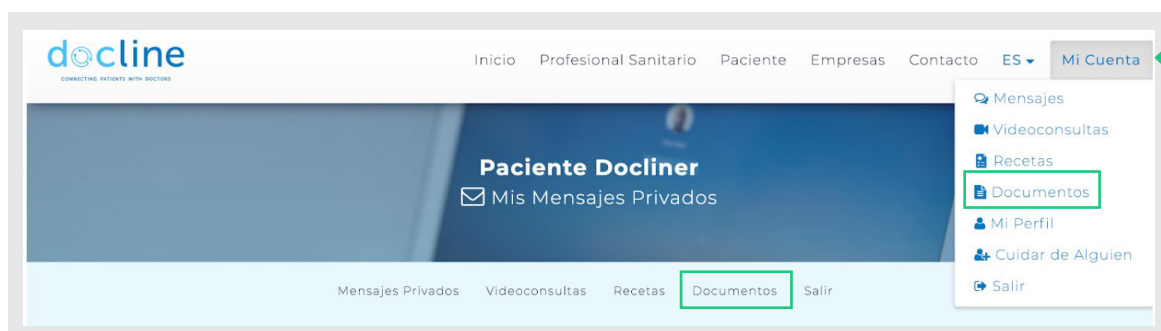 docline
CONNECTING PATIENTS WITH DOCTORS
Inicio Profesional Sanitario Paciente Empresas Contacto ES Mi Cuenta
Mensajes
Videoconsultas
Recetas
Documentos
Mi Perfil
Cuidar de Alguien
Salir
Paciente Docliner
Mis Mensajes Privados
Mensajes Privados Videoconsultas Recetas Documentos Salir